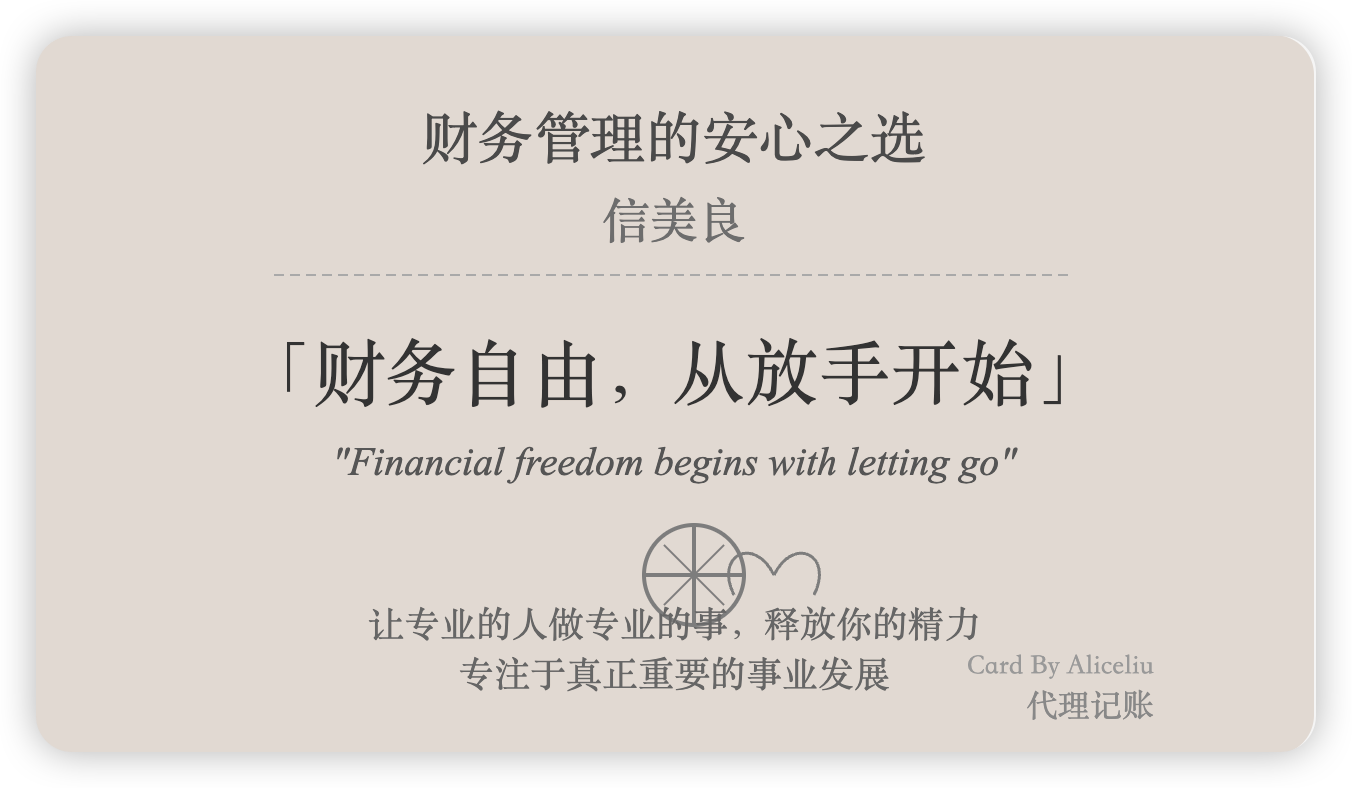 财务管理的安心之选
信美良
「财务自由，从放手开始」
"Financial freedom begins with letting go"
让专业的人做专业的事，释放你的精力
专注于真正重要的事业发展
Card By Aliceliu
代理记账